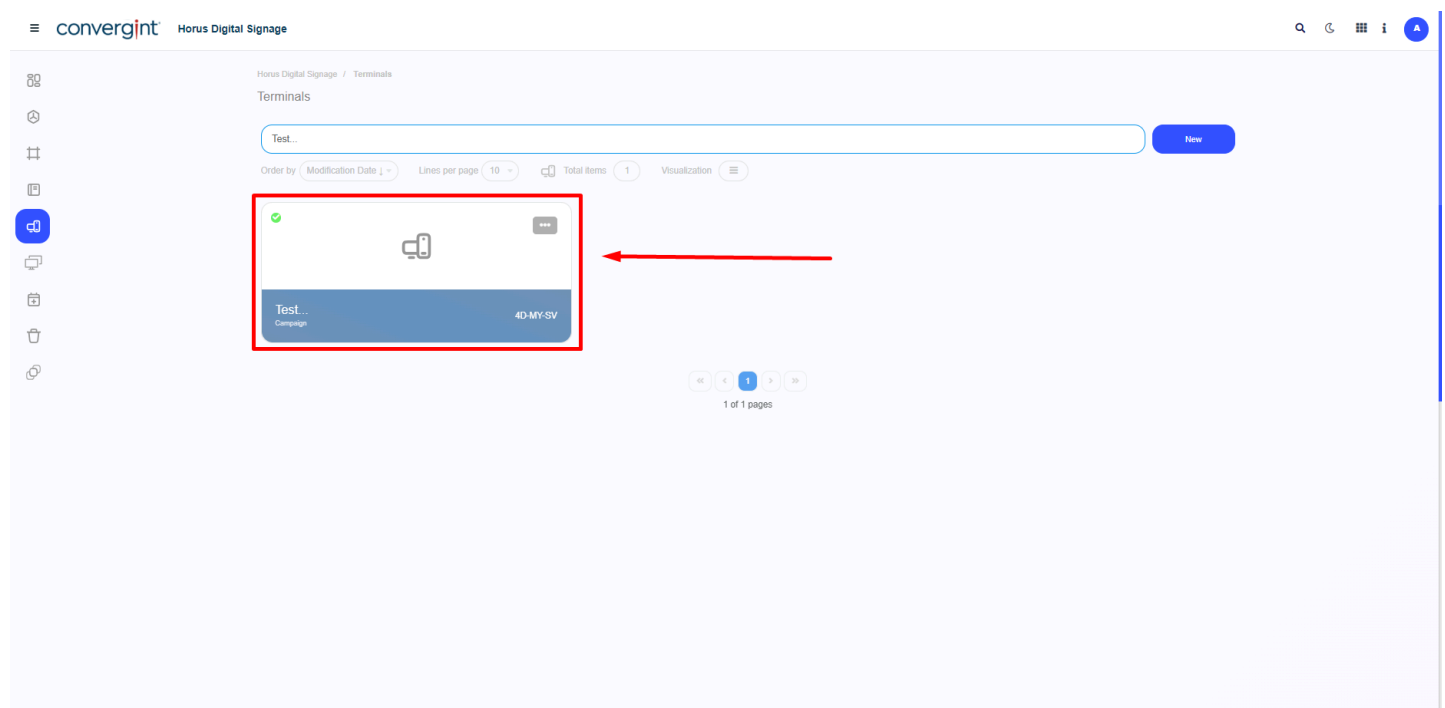 convergint Horus Digital Signage
A
Horus Digital Signage / Terminals
Terminals
Test...
New
Order by Modification Date ↓ Lines per page 10 Total items 1 Visualization
Test...
Campaign
4D-MY-SV
« < 1 > »
1 of 1 pages